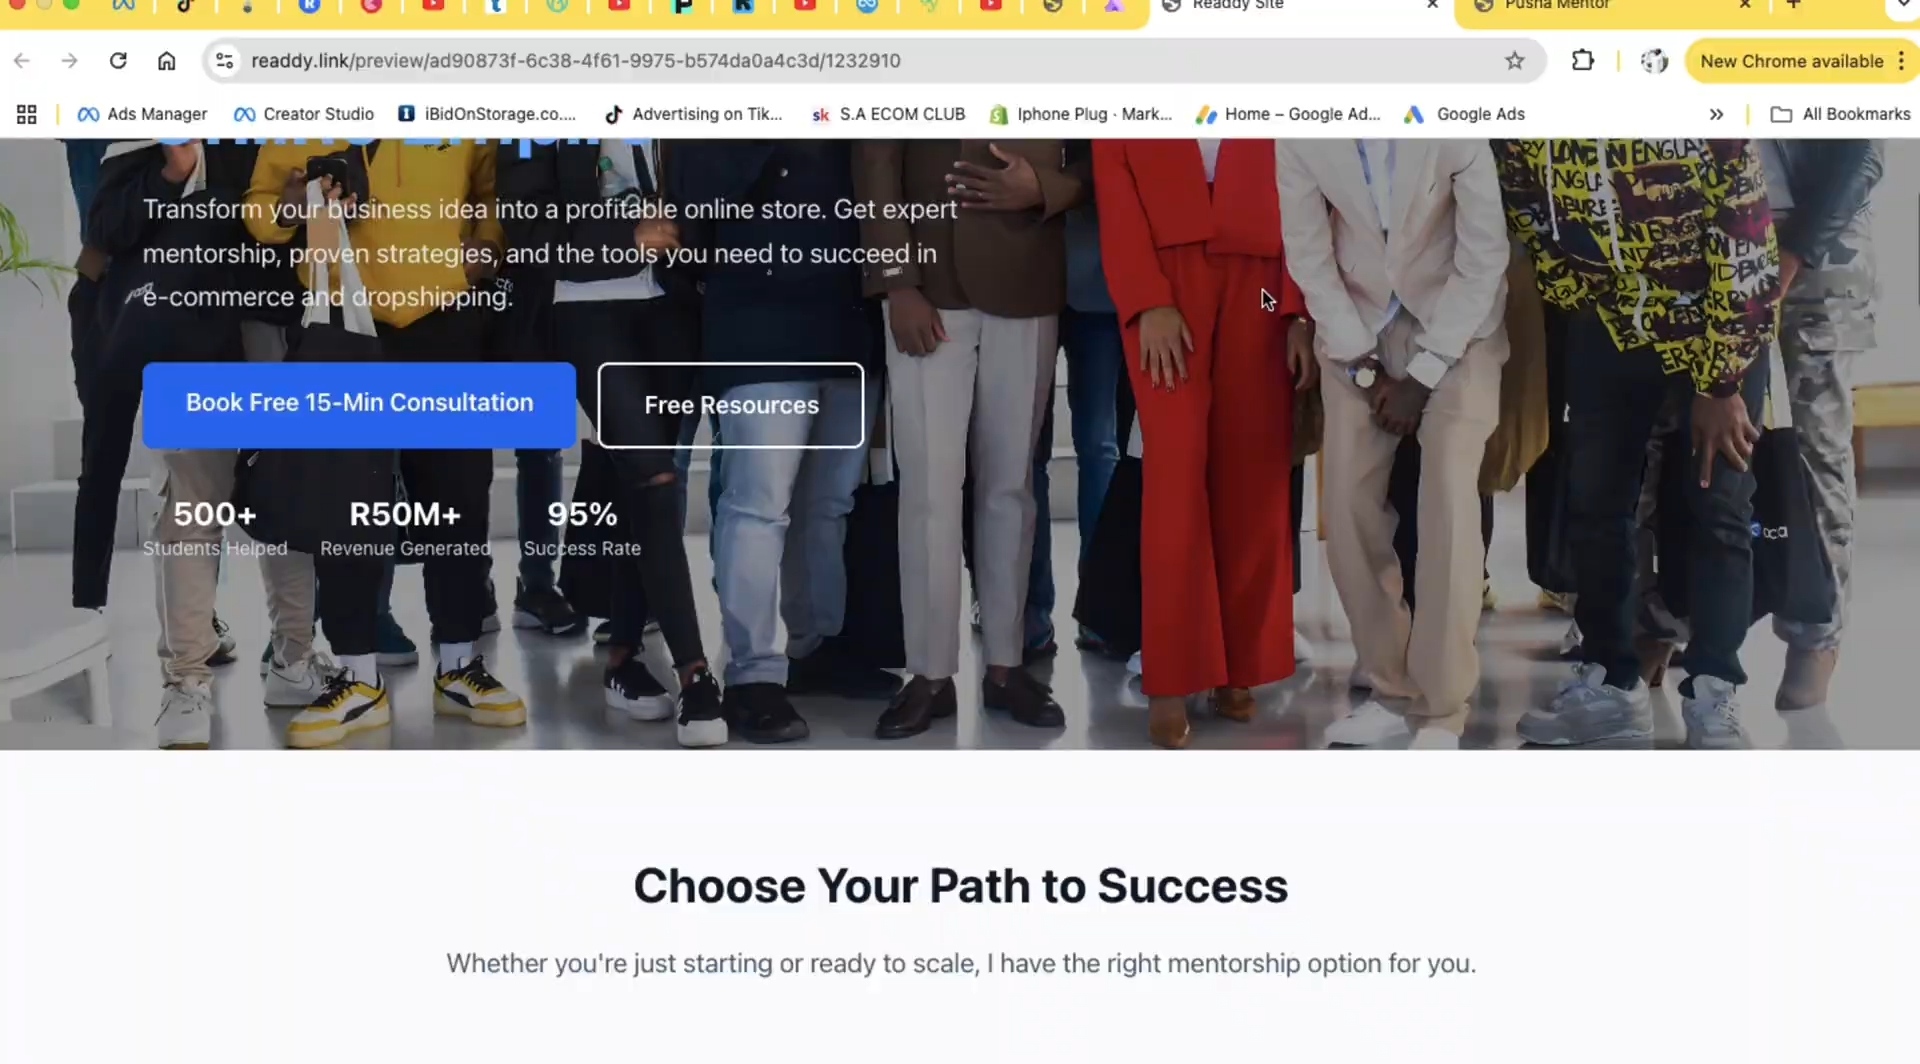 Readdy Site
Pusha Mentor
readdy.link/preview/ad90873f-6c38-4f61-9975-b574da0a4c3d/1232910
New Chrome available
Ads Manager
Creator Studio
iBidOnStorage.co....
Advertising on Tik...
S.A ECOM CLUB
Iphone Plug · Mark...
Home – Google Ad...
Google Ads
All Bookmarks
Transform your business idea into a profitable online store. Get expert
mentorship, proven strategies, and the tools you need to succeed in
e-commerce and dropshipping.
Book Free 15-Min Consultation
Free Resources
500+
Students Helped
R50M+
Revenue Generated
95%
Success Rate
Choose Your Path to Success
Whether you're just starting or ready to scale, I have the right mentorship option for you.